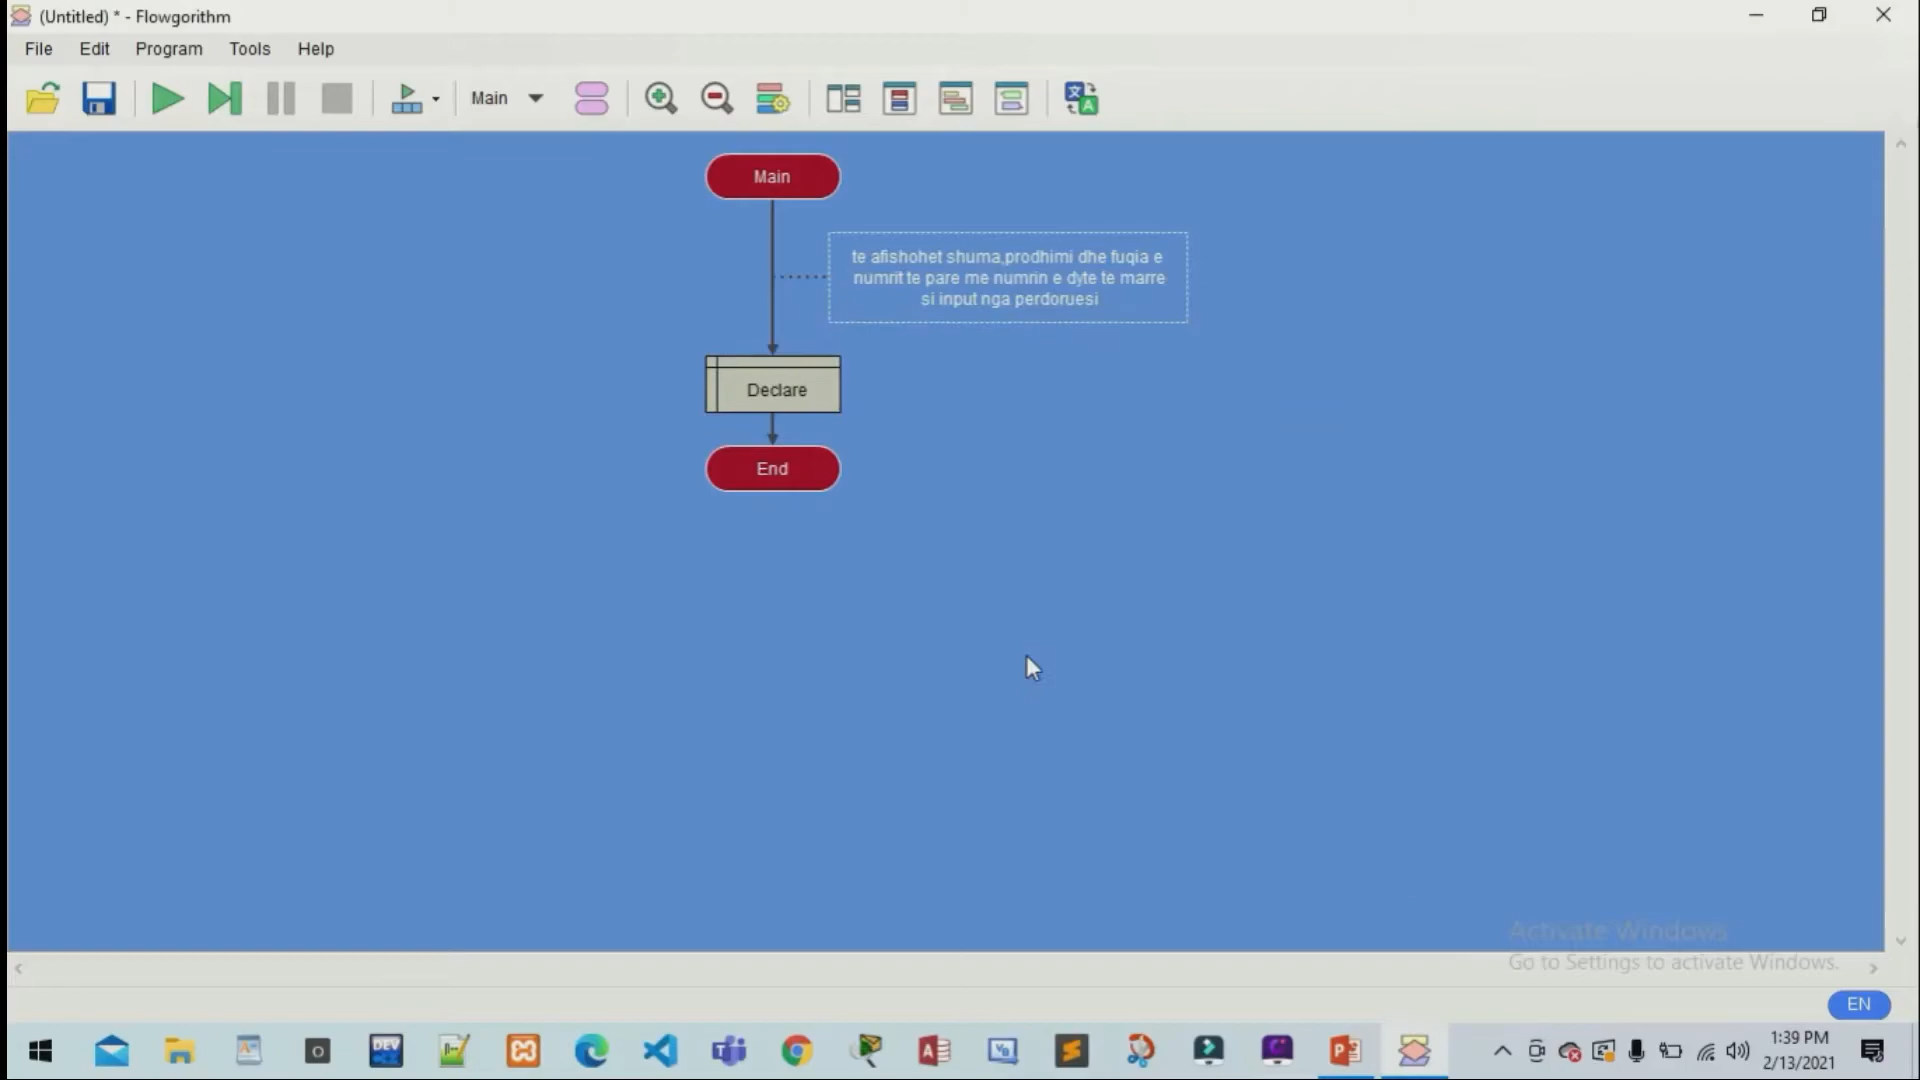 (Untitled) * - Flowgorithm
File Edit Program Tools Help
Main
Main
te afishohet shuma,prodhimi dhe fuqia e
numrit te pare me numrin e dyte te marre
si input nga perdoruesi
Declare
End
Activate Windows
Go to Settings to activate Windows.
EN
1:39 PM
2/13/2021